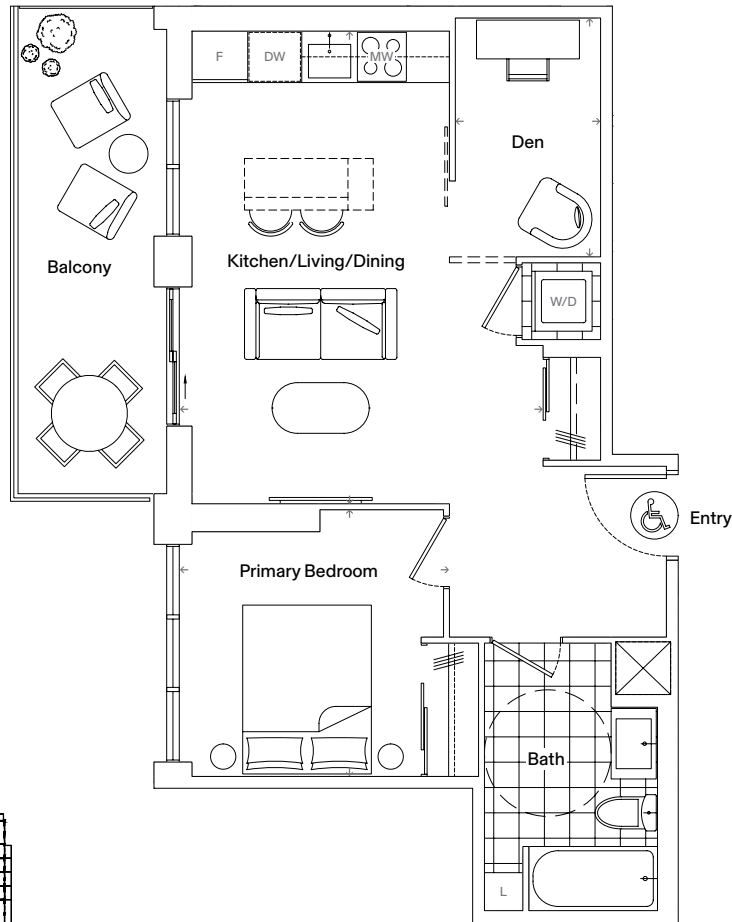 F
DW
MW
Den
Balcony
Kitchen/Living/Dining
W/D
Entry
Primary Bedroom
Bath
L